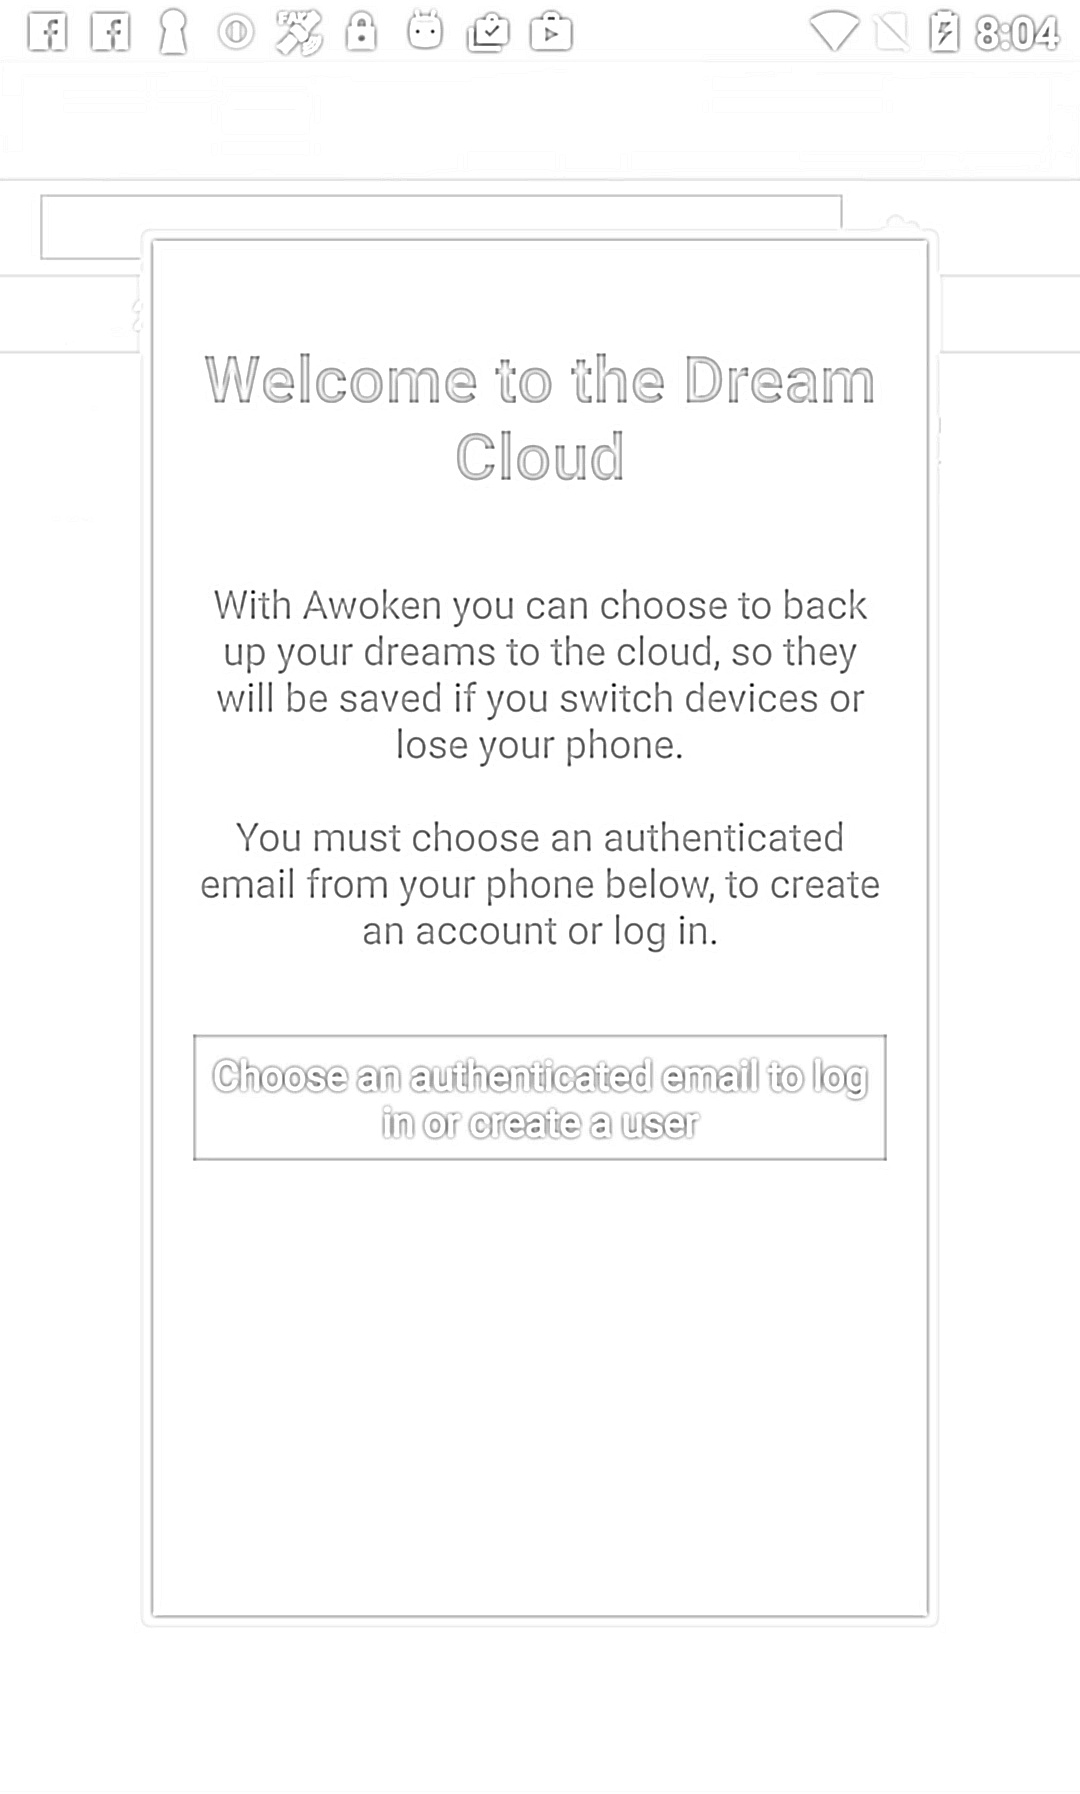 FAKE
8:04
Welcome to the Dream
Cloud
With Awoken you can choose to back
up your dreams to the cloud, so they
will be saved if you switch devices or
lose your phone.
You must choose an authenticated
email from your phone below, to create
an account or log in.
Choose an authenticated email to log
in or create a user